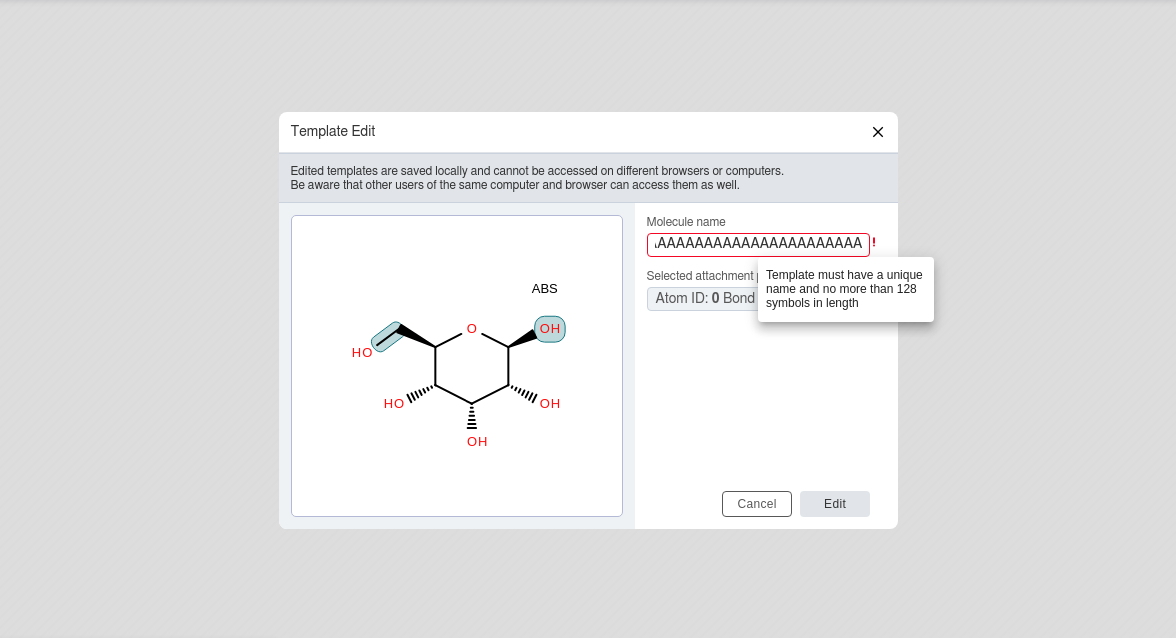 Template Edit
Edited templates are saved locally and cannot be accessed on different browsers or computers.
Be aware that other users of the same computer and browser can access them as well.
Molecule name
AAAAAAAAAAAAAAAAAAAAAA
!
Selected attachment
Atom ID: 0 Bond
Template must have a unique
name and no more than 128
symbols in length
ABS
O
OH
HO
HO
OH
OH
Cancel
Edit